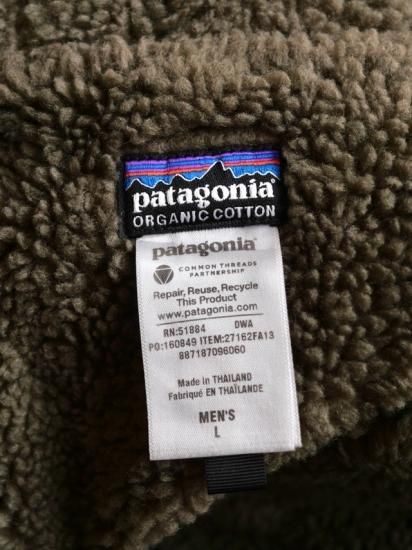 patagonia®
ORGANIC COTTON
patagonia®
COMMON THREADS
PARTNERSHIP
Repair, Reuse, Recycle
This Product
www.patagonia.com
RN:51884 DWA
PO:160849 ITEM:27162FA13
887187096060
Made in THAILAND
Fabriqué EN THAÏLANDE
MEN'S
L